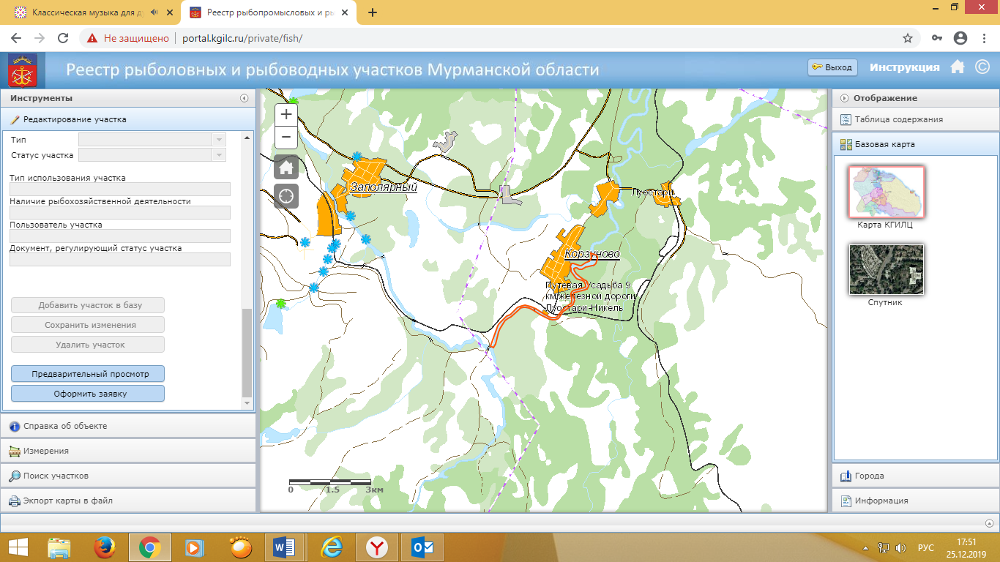 Классическая музыка для д
Реестр рыбопромысловых и ры
Не защищено
portal.kgilc.ru/private/fish/
Реестр рыболовных и рыбоводных участков Мурманской области
Выход
Инструкция
Инструменты
Редактирование участка
Тип
Статус участка
Тип использования участка
Наличие рыбохозяйственной деятельности
Пользователь участка
Документ, регулирующий статус участка
Добавить участок в базу
Сохранить изменения
Удалить участок
Предварительный просмотр
Оформить заявку
Справка об объекте
Измерения
Поиск участков
Экспорт карты в файл
+
−
Заполярный
Луостари
Корзуново
Путевая Усадьба 9
км железной дороги
Луостари-Никель
0 1.5 3км
Отображение
Таблица содержания
Базовая карта
Карта КГИЛЦ
Спутник
Города
Информация
РУС
17:51
25.12.2019